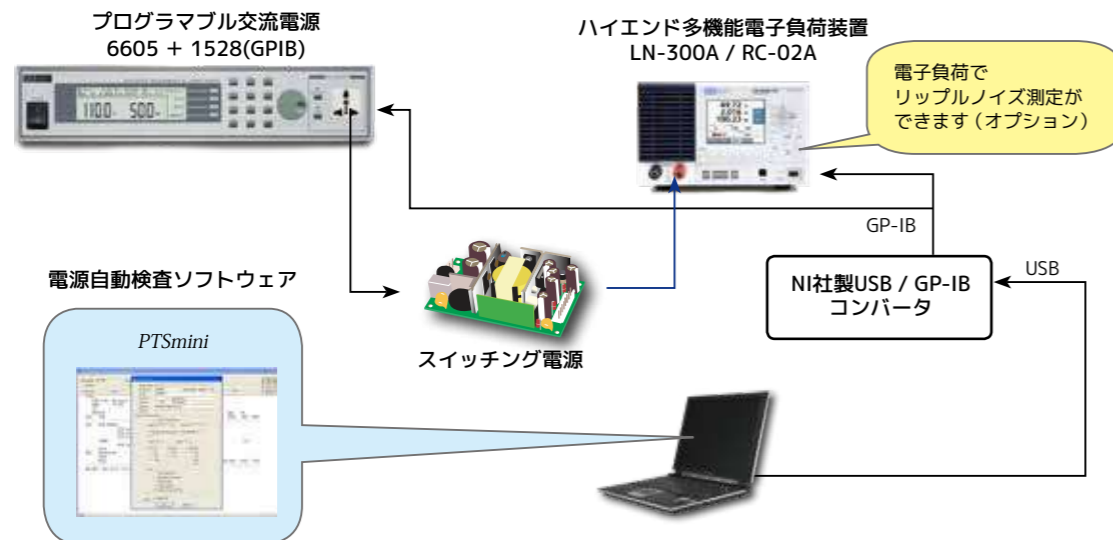 プログラマブル交流電源
6605 + 1528(GPIB)
ハイエンド多機能電子負荷装置
LN-300A / RC-02A
電子負荷で
リップルノイズ測定が
できます（オプション）
1100
500
GP-IB
USB
NI社製USB / GP-IB
コンバータ
電源自動検査ソフトウェア
PTSmini
スイッチング電源